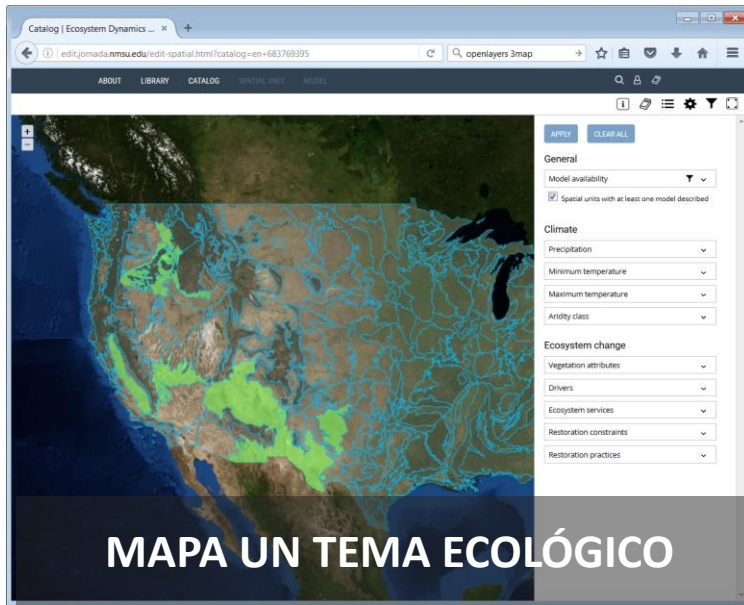 Catalog | Ecosystem Dynamics ... × +
edit.jornada.nmsu.edu/edit-spatial.html?catalog=en+683769395
openlayers 3map
ABOUT LIBRARY CATALOG SPATIAL UNIT MODEL
+
−
APPLY CLEAR ALL
General
Model availability
Spatial units with at least one model described
Climate
Precipitation
Minimum temperature
Maximum temperature
Aridity class
Ecosystem change
Vegetation attributes
Drivers
Ecosystem services
Restoration constraints
Restoration practices
MAPA UN TEMA ECOLÓGICO